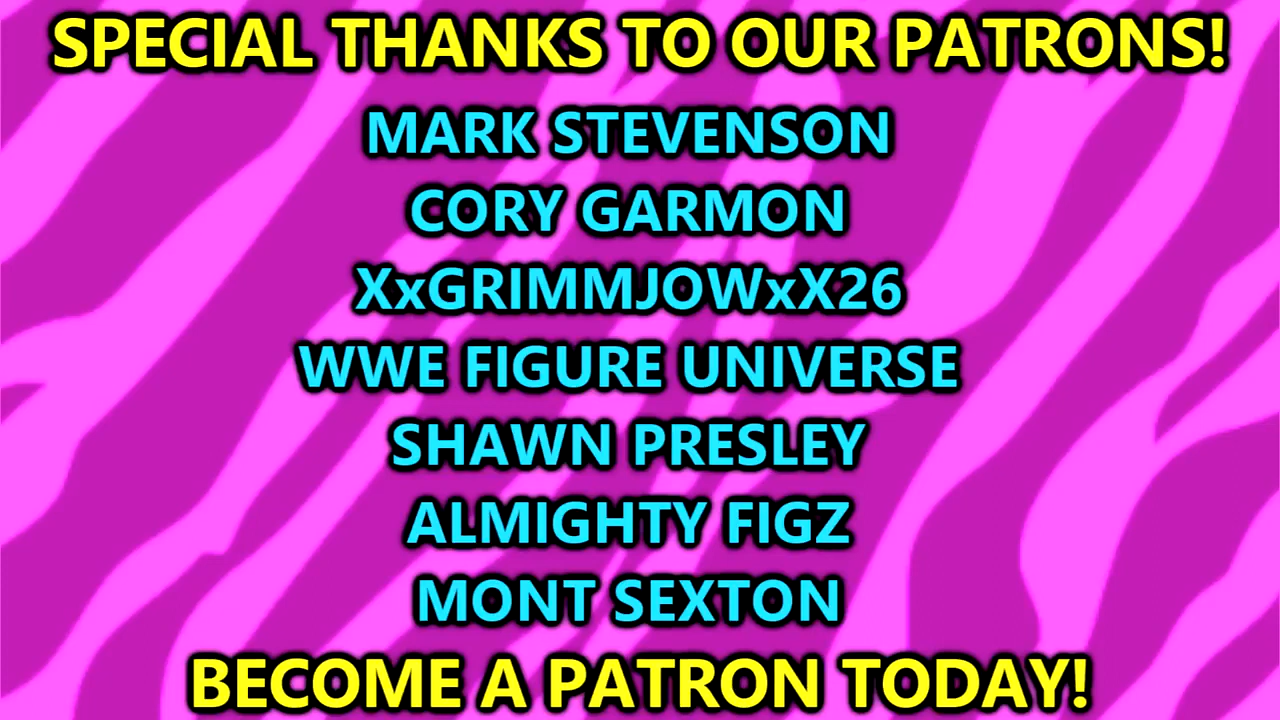 SPECIAL THANKS TO OUR PATRONS!
MARK STEVENSON
CORY GARMON
XxGRIMMJOWxX26
WWE FIGURE UNIVERSE
SHAWN PRESLEY
ALMIGHTY FIGZ
MONT SEXTON
BECOME A PATRON TODAY!